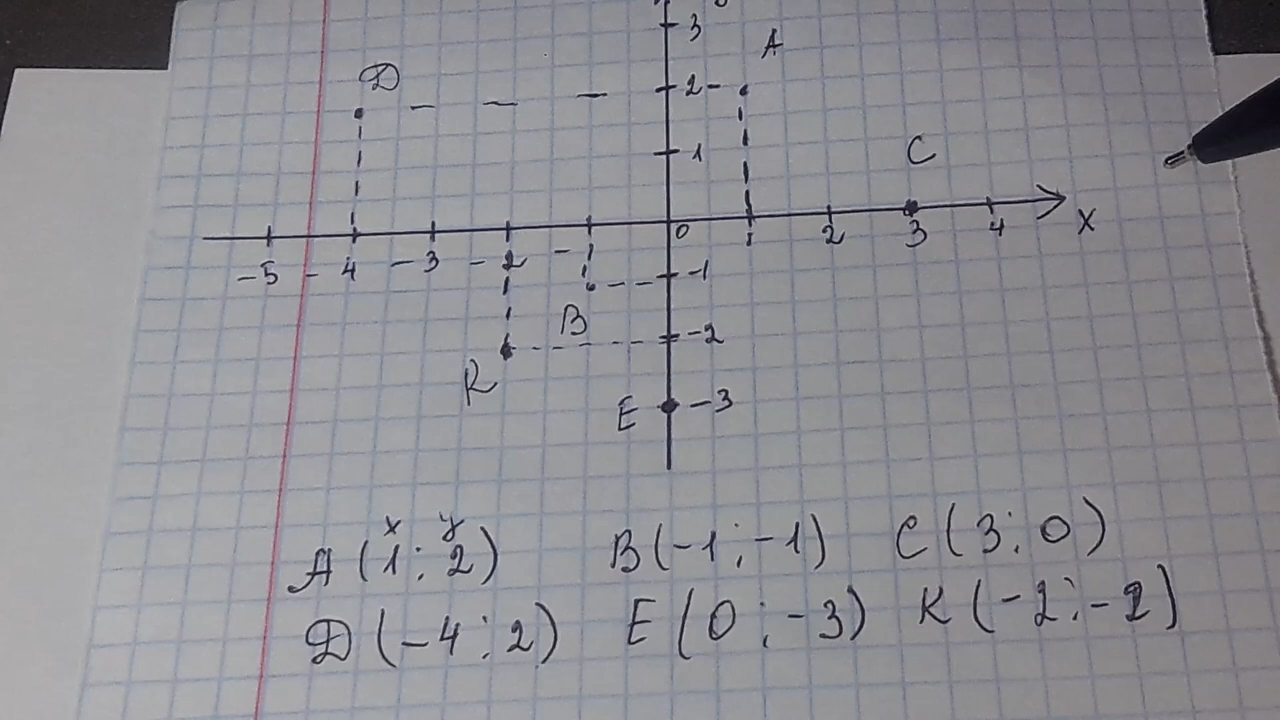 3
A
Д
2
1
C
0
1 2 3 4 x
-5 -4 -3 -2 -
-1
B
-2
K
E -3
x y
A (1; 2) B (-1; -1) C (3; 0)
Д (-4; 2) E (0; -3) K (-2; -2)